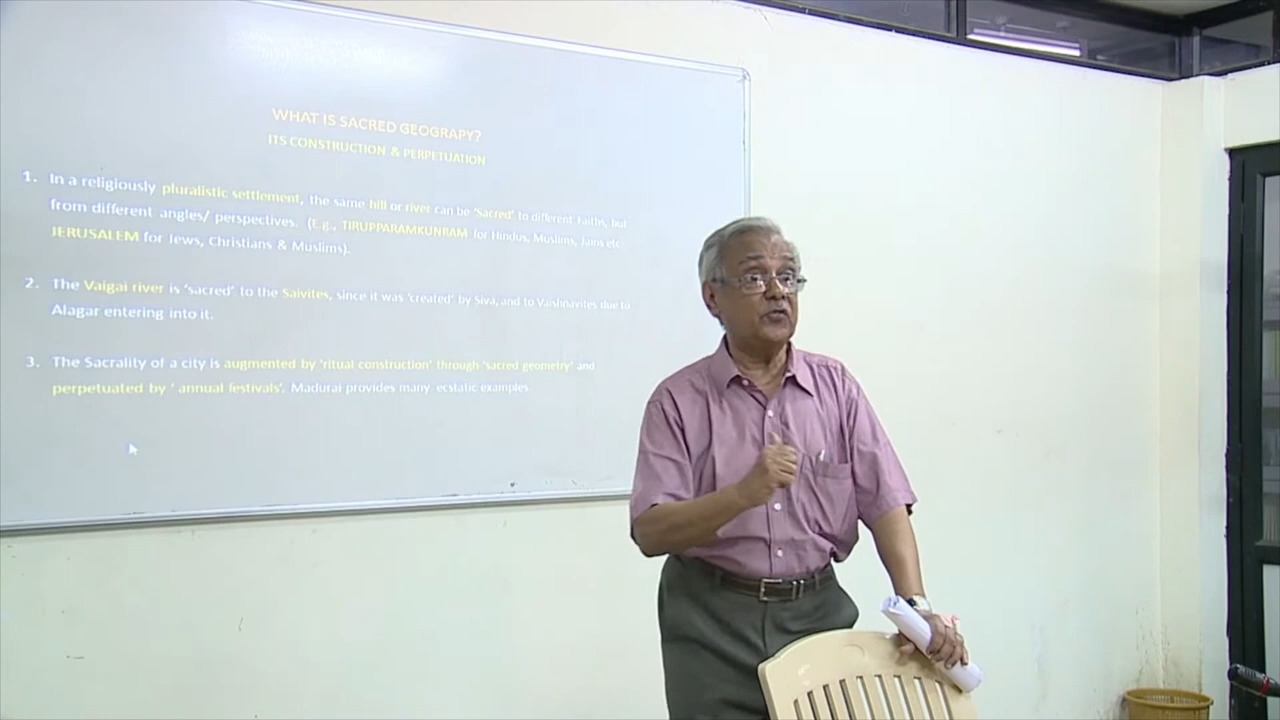 WHAT IS SACRED GEOGRAPY?
ITS CONSTRUCTION & PERPETUATION
1. In a religiously pluralistic settlement, the same hill or river can be 'Sacred' to different Faiths, but
from different angles/ perspectives. (E.g., TIRUPPARAMKUNRAM for Hindus, Muslims, Jains etc
JERUSALEM for Jews, Christians & Muslims).
2. The Vaigai river is 'sacred' to the Saivites, since it was 'created' by Siva, and to Vaishnavites due to
Alagar entering into it.
3. The Sacrality of a city is augmented by 'ritual construction' through 'sacred geometry' and
perpetuated by ' annual festivals'. Madurai provides many ecstatic examples.